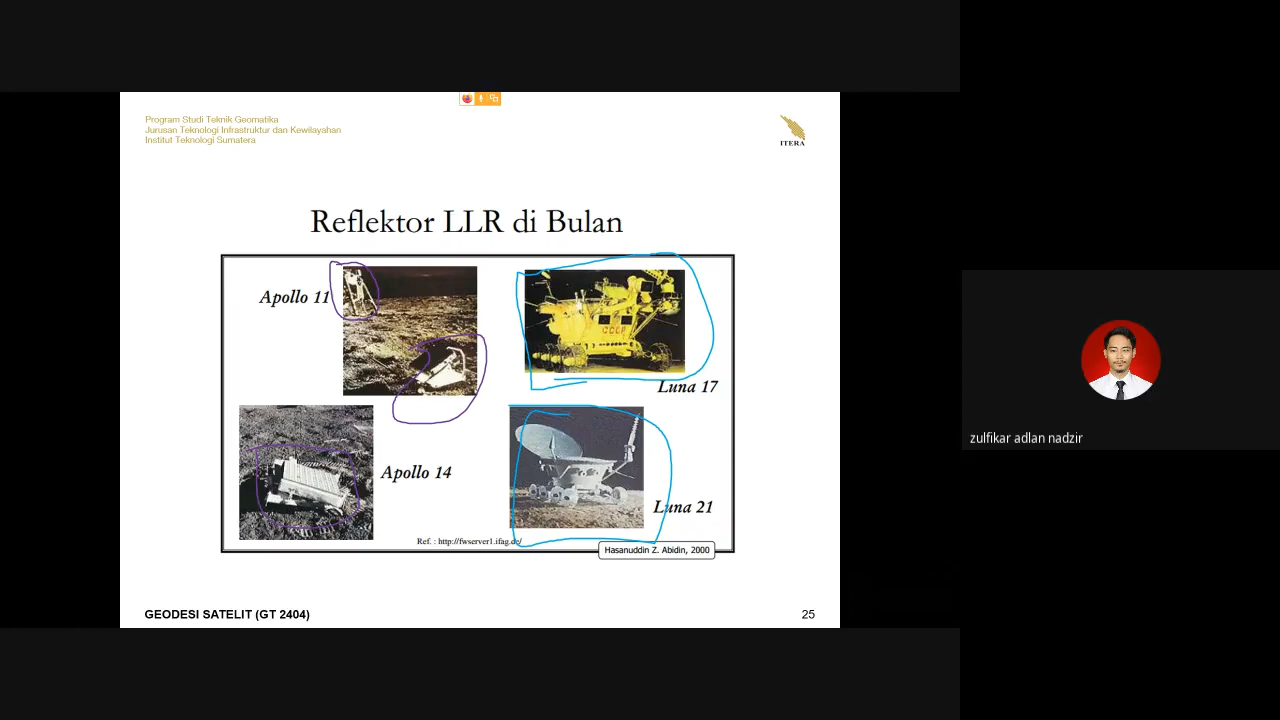 Program Studi Teknik Geomatika
Jurusan Teknologi Infrastruktur dan Kewilayahan
Institut Teknologi Sumatera
ITERA
Reflektor LLR di Bulan
Apollo 11
CCCP
Luna 17
Apollo 14
Luna 21
Ref. : http://fwserver1.ifag.de/
Hasanuddin Z. Abidin, 2000
GEODESI SATELIT (GT 2404)
25
zulfikar adlan nadzir